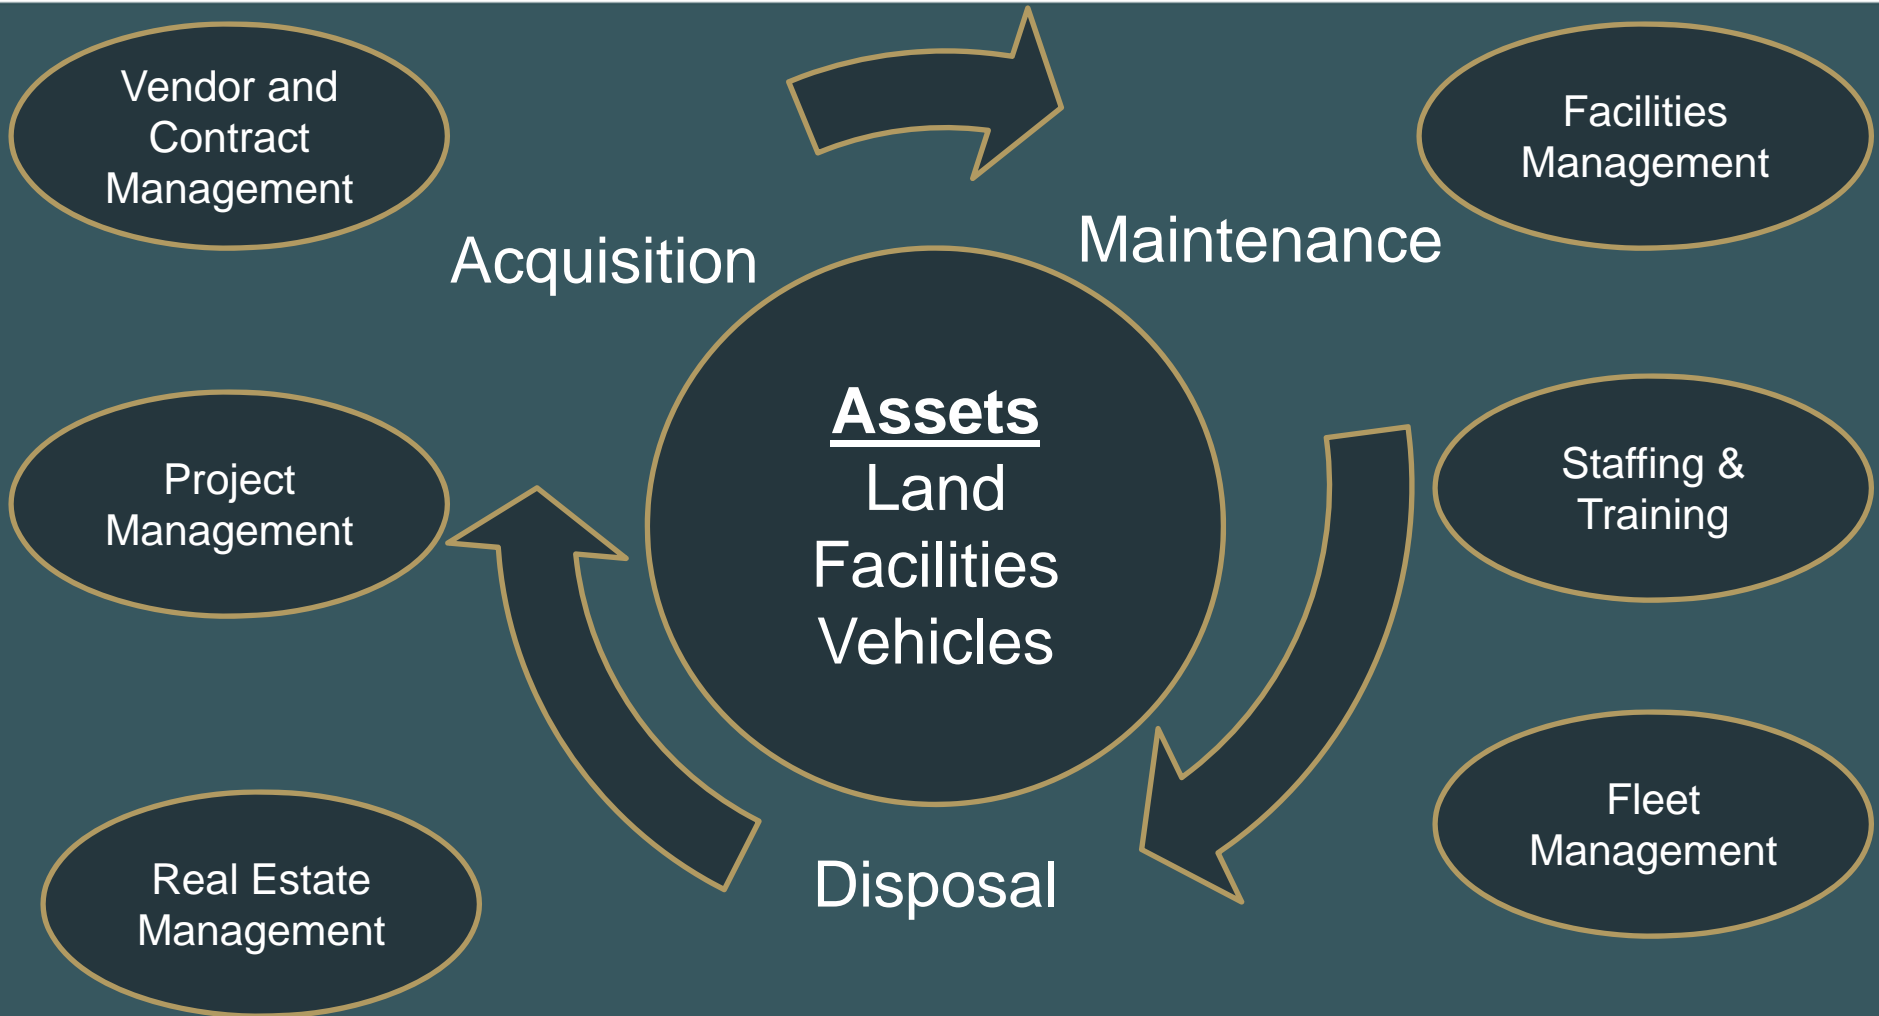 Vendor and
Contract
Management
Facilities
Management
Acquisition
Maintenance
Assets
Land
Facilities
Vehicles
Project
Management
Staffing &
Training
Real Estate
Management
Disposal
Fleet
Management